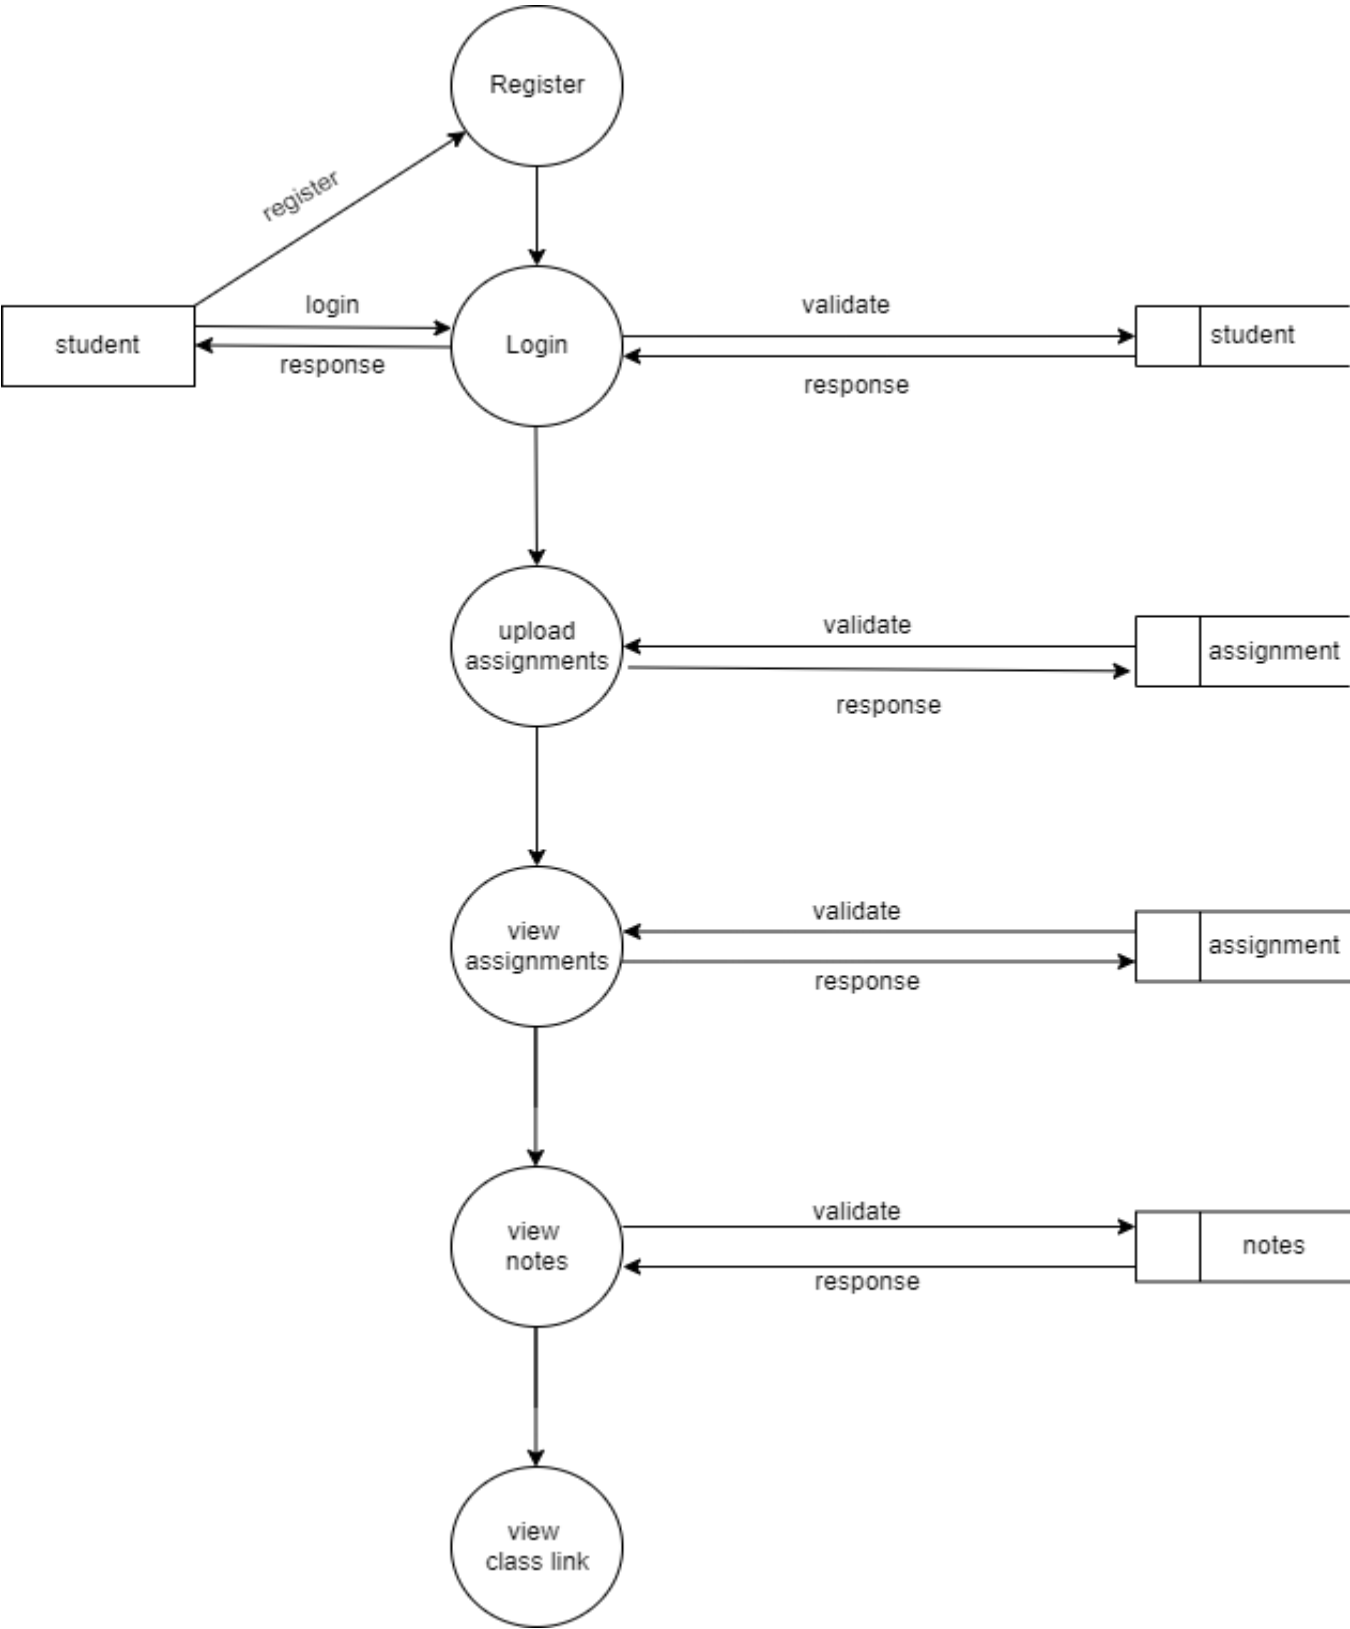 Register
register
login
validate
student
Login
student
response
response
upload
assignments
validate
assignment
response
view
assignments
validate
assignment
response
view
notes
validate
notes
response
view
class link